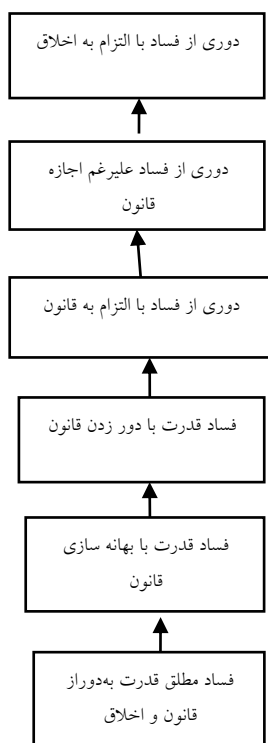 دوری از فساد با التزام به اخلاق
دوری از فساد علیرغم اجازه
قانون
دوری از فساد با التزام به قانون
فساد قدرت با دور زدن قانون
فساد قدرت با بهانه سازی
قانون
فساد مطلق قدرت به‌دوراز
قانون و اخلاق